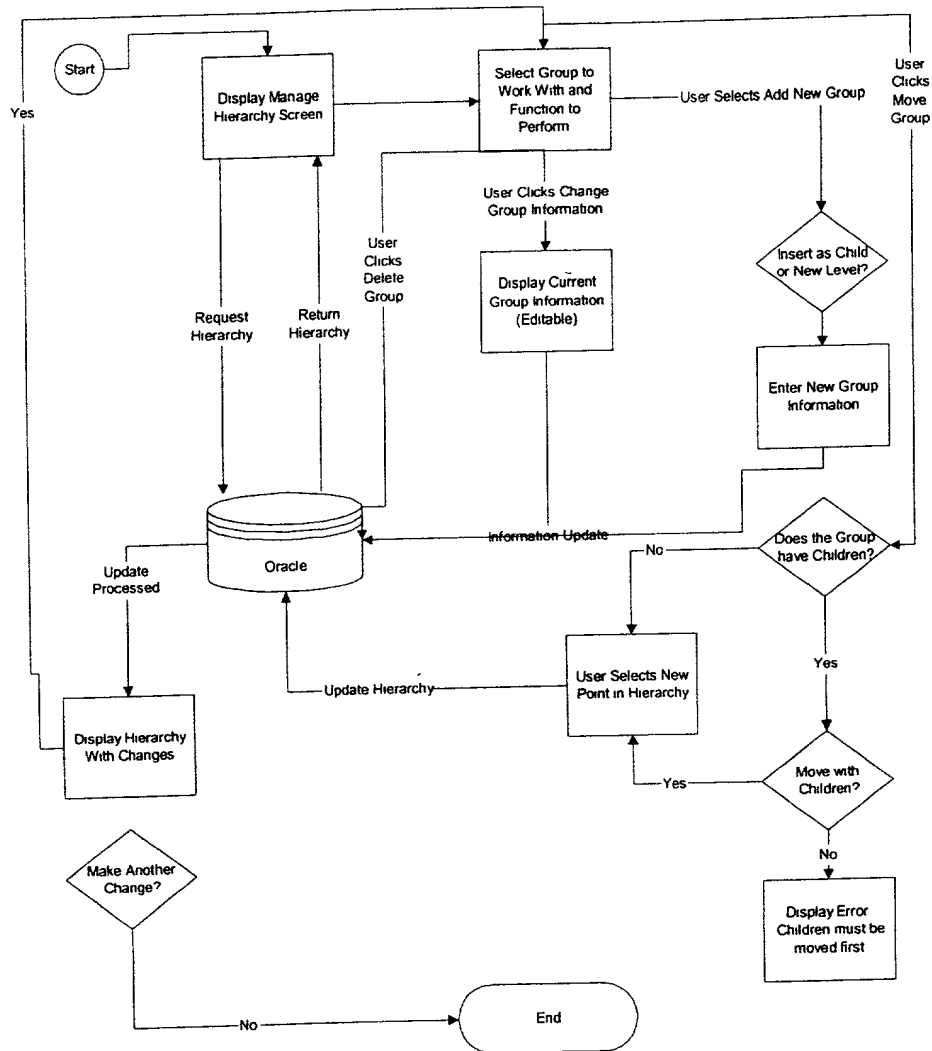 Start
Display Manage
Hierarchy Screen
Select Group to
Work With and
Function to
Perform
User Selects Add New Group
User
Clicks
Move
Group
Yes
User Clicks Change
Group Information
User
Clicks
Delete
Group
Insert as Child
or New Level?
Display Current
Group Information
(Editable)
Request
Hierarchy
Return
Hierarchy
Enter New Group
Information
Oracle
Information Update
Does the Group
have Children?
No
Update
Processed
Yes
User Selects New
Point in Hierarchy
Update Hierarchy
Display Hierarchy
With Changes
Move with
Children?
Yes
No
Make Another
Change?
Display Error
Children must be
moved first
No
End